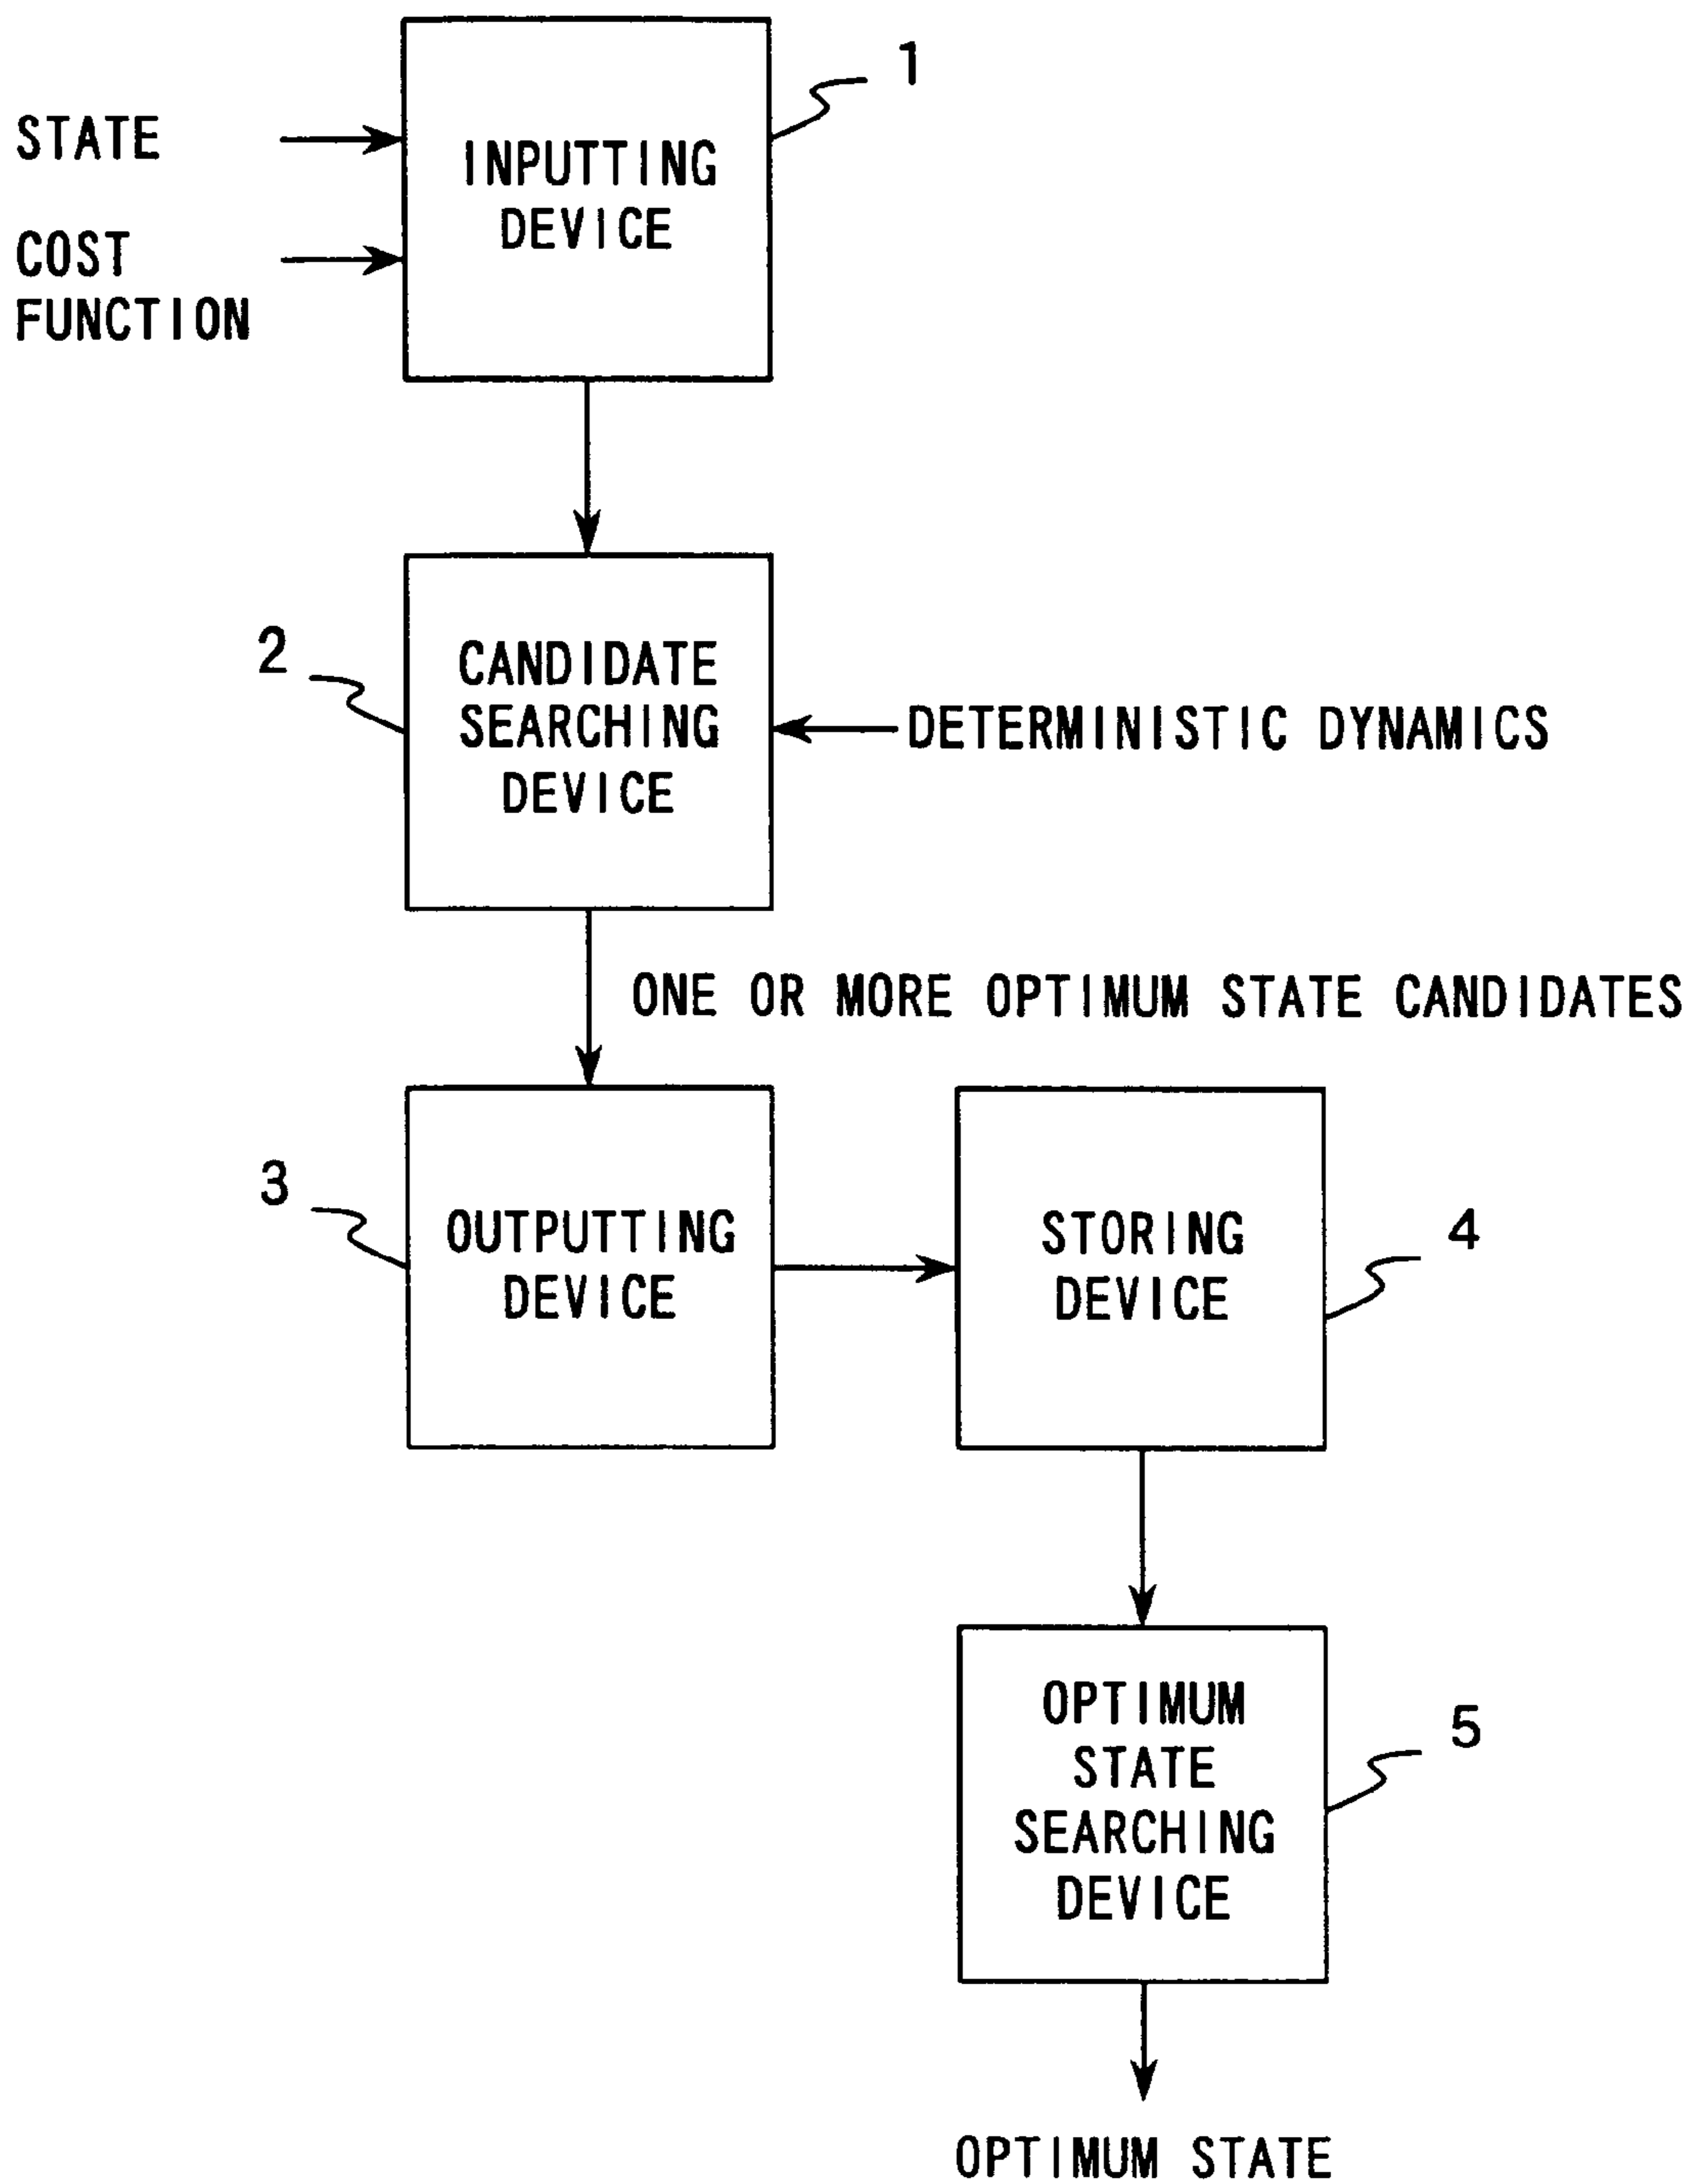 1
STATE
INPUTTING
DEVICE
COST
FUNCTION
2
CANDIDATE
SEARCHING
DEVICE
DETERMINISTIC DYNAMICS
ONE OR MORE OPTIMUM STATE CANDIDATES
3
OUTPUTTING
DEVICE
STORING
DEVICE
4
OPTIMUM
STATE
SEARCHING
DEVICE
5
OPTIMUM STATE